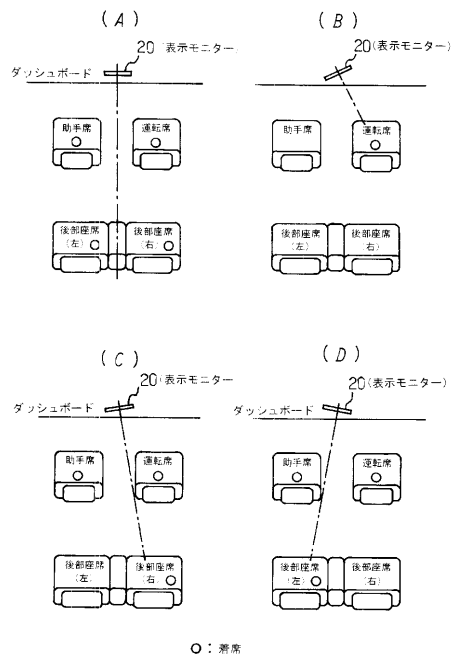 (A)
20 (表示モニター)
ダッシュボード
助手席
運転席
後部座席
(左)
後部座席
(右)
(B)
20 (表示モニター)
助手席
運転席
後部座席
(左)
後部座席
(右)
(C)
20 (表示モニター)
ダッシュボード
助手席
運転席
後部座席
(左)
後部座席
(右)
(D)
20 (表示モニター)
ダッシュボード
助手席
運転席
後部座席
(左)
後部座席
(右)
○:着席